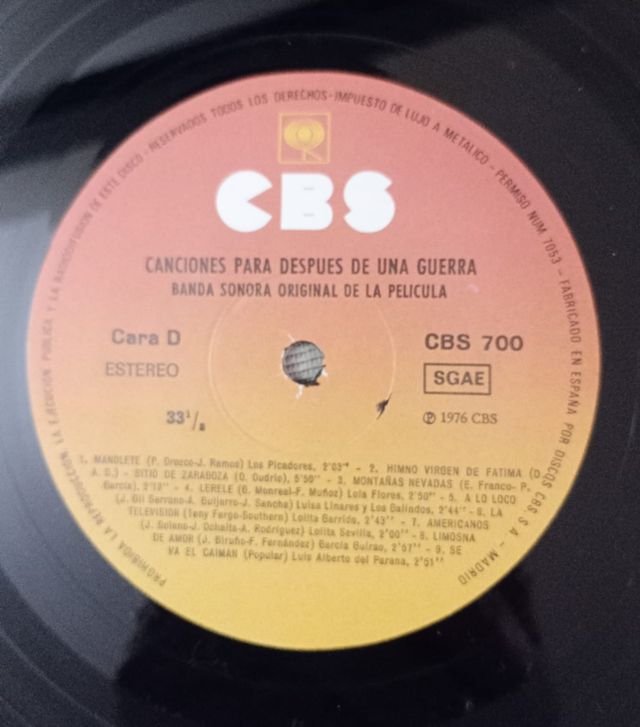 PROHIBIDA LA REPRODUCCION, LA EJECUCION PUBLICA Y LA RADIODIFUSION DE ESTE DISCO - RESERVADOS TODOS LOS DERECHOS - IMPUESTO DE LUJO A METALICO - PERMISO NUM. 7053 - FABRICADO EN ESPAÑA POR DISCOS CBS S A - MADRID
CBS
CANCIONES PARA DESPUES DE UNA GUERRA
BANDA SONORA ORIGINAL DE LA PELICULA
Cara D
CBS 700
ESTEREO
SGAE
33¹/₃
℗ 1976 CBS
1. MANOLETE (P. Orozco-J. Ramos) Los Picadores, 2'03" - 2. HIMNO VIRGEN DE FATIMA (D.
A. D.) - SITIO DE ZARAGOZA (O. Oudrio), 5'50" - 3. MONTAÑAS NEVADAS (E. Franco- P.
García), 2'13" - 4. LERELE (G. Monreal-F. Muñoz) Lola Flores, 2'50" - 5. A LO LOCO
(J. Gil Serrano-A. Guijarro-J. Sancha) Luisa Linares y Los Galindos, 2'44" - 6. LA
TELEVISION (Teny Fargo-Southern) Lolita Garrido, 2'43" - 7. AMERICANOS
(J. Solano-J. Ochaita-A. Rodríguez) Lolita Sevilla, 2'00" - 8. LIMOSNA
DE AMOR (J. Biruño-F. Fernández) García Guirao, 2'57" - 9. SE
VA EL CAIMAN (Popular) Luis Alberto del Parana, 2'51"